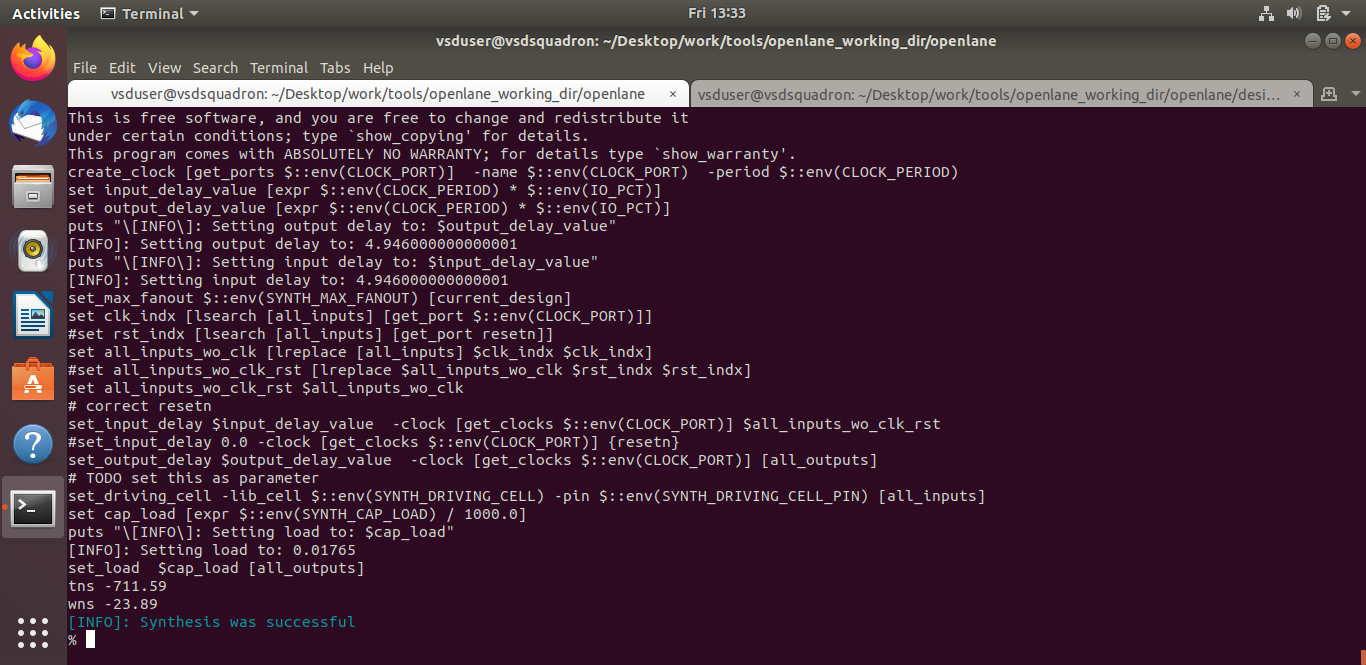 Activities
Terminal
Fri 13:33
vsduser@vsdsquadron: ~/Desktop/work/tools/openlane_working_dir/openlane
File Edit View Search Terminal Tabs Help
vsduser@vsdsquadron: ~/Desktop/work/tools/openlane_working_dir/openlane ×
vsduser@vsdsquadron: ~/Desktop/work/tools/openlane_working_dir/openlane/desi... ×
This is free software, and you are free to change and redistribute it
under certain conditions; type `show_copying' for details.
This program comes with ABSOLUTELY NO WARRANTY; for details type `show_warranty'.
create_clock [get_ports $::env(CLOCK_PORT)]  -name $::env(CLOCK_PORT)  -period $::env(CLOCK_PERIOD)
set input_delay_value [expr $::env(CLOCK_PERIOD) * $::env(IO_PCT)]
set output_delay_value [expr $::env(CLOCK_PERIOD) * $::env(IO_PCT)]
puts "\[INFO\]: Setting output delay to: $output_delay_value"
[INFO]: Setting output delay to: 4.946000000000001
puts "\[INFO\]: Setting input delay to: $input_delay_value"
[INFO]: Setting input delay to: 4.946000000000001
set_max_fanout $::env(SYNTH_MAX_FANOUT) [current_design]
set clk_indx [lsearch [all_inputs] [get_port $::env(CLOCK_PORT)]]
#set rst_indx [lsearch [all_inputs] [get_port resetn]]
set all_inputs_wo_clk [lreplace [all_inputs] $clk_indx $clk_indx]
#set all_inputs_wo_clk_rst [lreplace $all_inputs_wo_clk $rst_indx $rst_indx]
set all_inputs_wo_clk_rst $all_inputs_wo_clk
# correct resetn
set_input_delay $input_delay_value  -clock [get_clocks $::env(CLOCK_PORT)] $all_inputs_wo_clk_rst
#set_input_delay 0.0 -clock [get_clocks $::env(CLOCK_PORT)] {resetn}
set_output_delay $output_delay_value  -clock [get_clocks $::env(CLOCK_PORT)] [all_outputs]
# TODO set this as parameter
set_driving_cell -lib_cell $::env(SYNTH_DRIVING_CELL) -pin $::env(SYNTH_DRIVING_CELL_PIN) [all_inputs]
set cap_load [expr $::env(SYNTH_CAP_LOAD) / 1000.0]
puts "\[INFO\]: Setting load to: $cap_load"
[INFO]: Setting load to: 0.01765
set_load  $cap_load [all_outputs]
tns -711.59
wns -23.89
[INFO]: Synthesis was successful
%